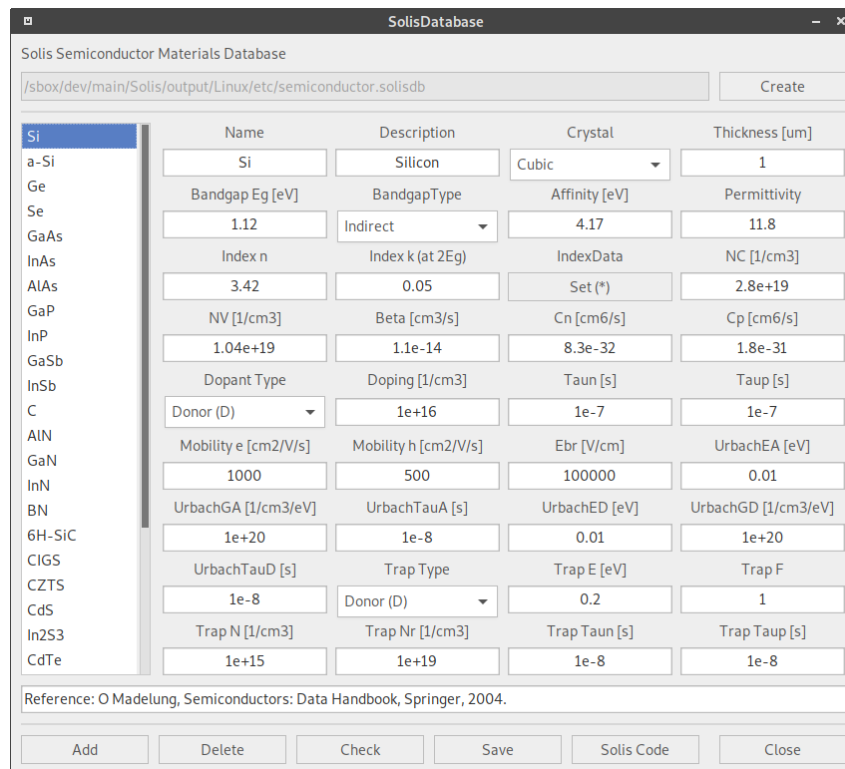 SolisDatabase
Solis Semiconductor Materials Database
/sbox/dev/main/Solis/output/Linux/etc/semiconductor.solisdb Create
Si
a-Si
Ge
Se
GaAs
InAs
AlAs
GaP
InP
GaSb
InSb
C
AlN
GaN
InN
BN
6H-SiC
CIGS
CZTS
CdS
In2S3
CdTe
Name Description Crystal Thickness [um]
Si Silicon Cubic 1
Bandgap Eg [eV] BandgapType Affinity [eV] Permittivity
1.12 Indirect 4.17 11.8
Index n Index k (at 2Eg) IndexData NC [1/cm3]
3.42 0.05 Set (*) 2.8e+19
NV [1/cm3] Beta [cm3/s] Cn [cm6/s] Cp [cm6/s]
1.04e+19 1.1e-14 8.3e-32 1.8e-31
Dopant Type Doping [1/cm3] Taun [s] Taup [s]
Donor (D) 1e+16 1e-7 1e-7
Mobility e [cm2/V/s] Mobility h [cm2/V/s] Ebr [V/cm] UrbachEA [eV]
1000 500 100000 0.01
UrbachGA [1/cm3/eV] UrbachTauA [s] UrbachED [eV] UrbachGD [1/cm3/eV]
1e+20 1e-8 0.01 1e+20
UrbachTauD [s] Trap Type Trap E [eV] Trap F
1e-8 Donor (D) 0.2 1
Trap N [1/cm3] Trap Nr [1/cm3] Trap Taun [s] Trap Taup [s]
1e+15 1e+19 1e-8 1e-8
Reference: O Madelung, Semiconductors: Data Handbook, Springer, 2004.
Add Delete Check Save Solis Code Close